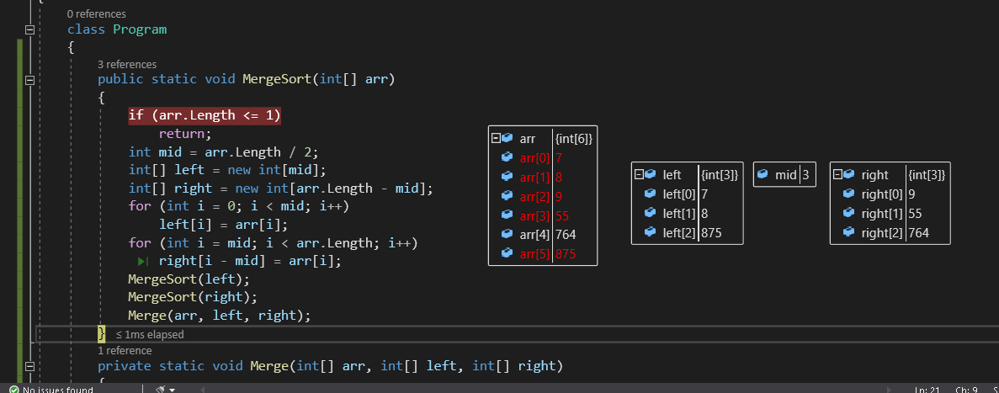 0 references
class Program
{
3 references
public static void MergeSort(int[] arr)
{
if (arr.Length <= 1)
return;
int mid = arr.Length / 2;
int[] left = new int[mid];
int[] right = new int[arr.Length - mid];
for (int i = 0; i < mid; i++)
left[i] = arr[i];
for (int i = mid; i < arr.Length; i++)
right[i - mid] = arr[i];
MergeSort(left);
MergeSort(right);
Merge(arr, left, right);
} ≤ 1ms elapsed
1 reference
private static void Merge(int[] arr, int[] left, int[] right)
{
arr {int[6]}
arr[0] 7
arr[1] 8
arr[2] 9
arr[3] 55
arr[4] 764
arr[5] 875
left {int[3]}
left[0] 7
left[1] 8
left[2] 875
mid 3
right {int[3]}
right[0] 9
right[1] 55
right[2] 764
No issues found
Ln: 21 Ch: 9